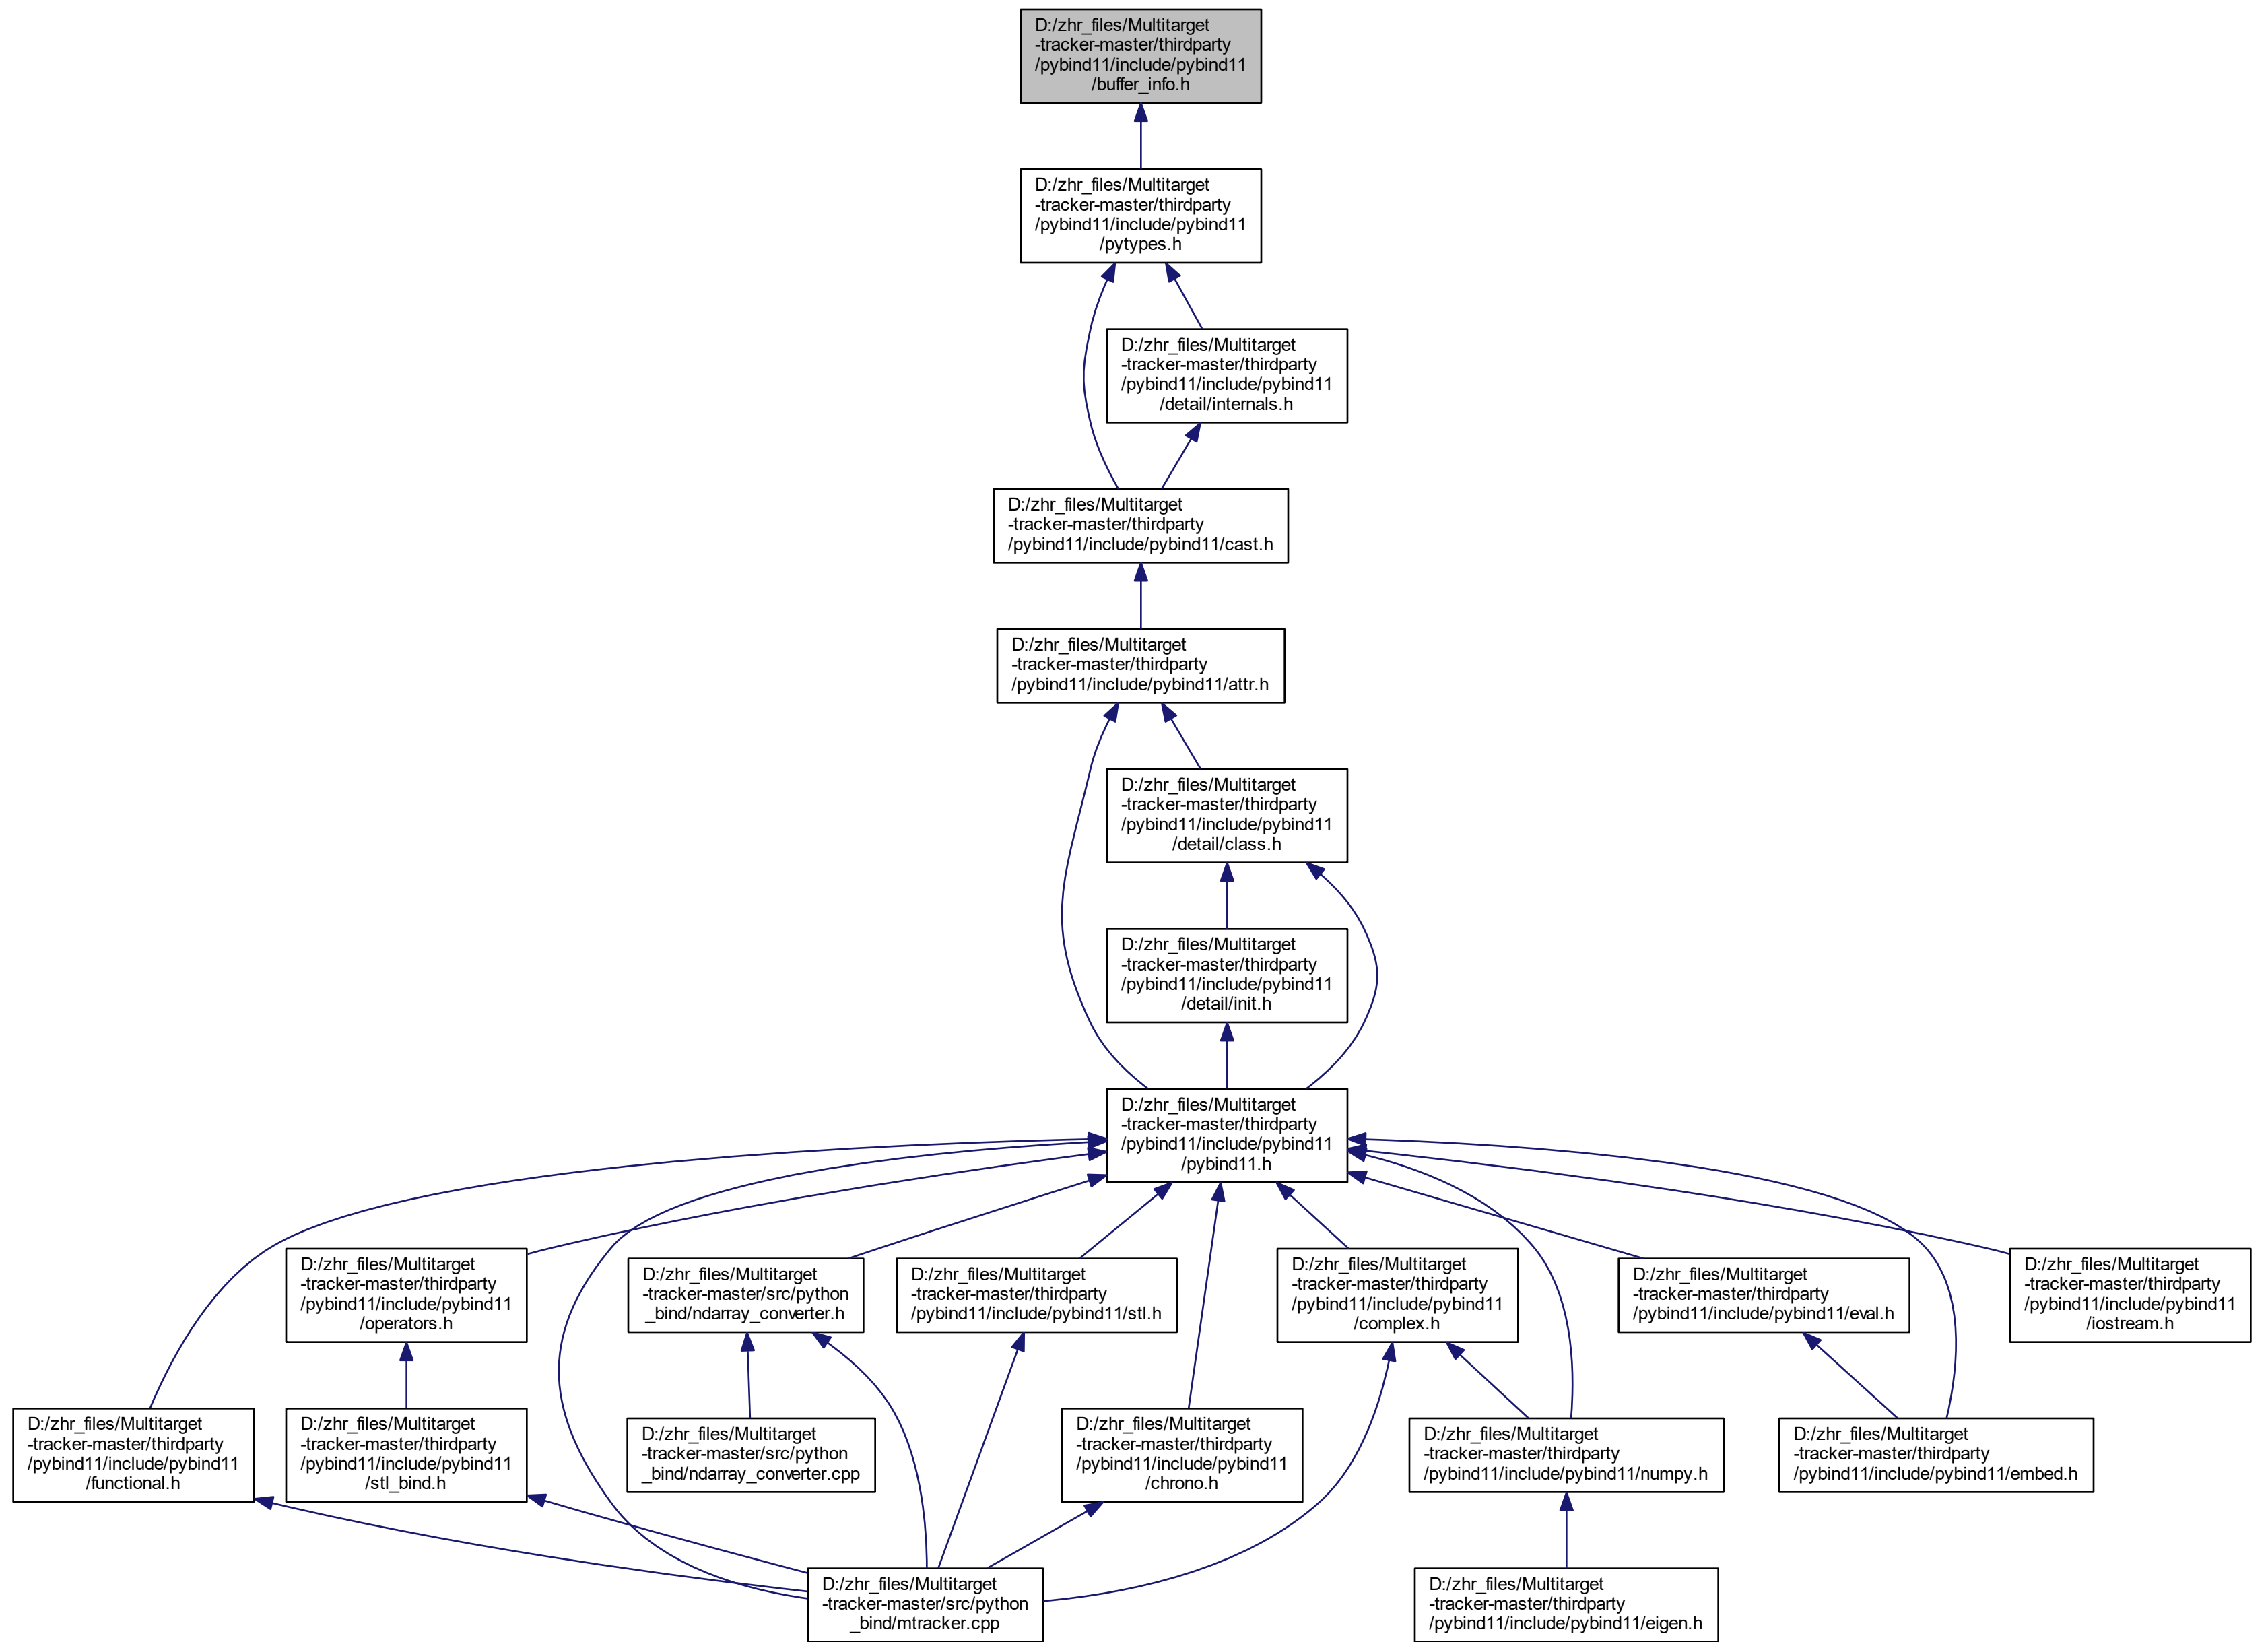 D:/zhr_files/Multitarget
-tracker-master/thirdparty
/pybind11/include/pybind11
/buffer_info.h
D:/zhr_files/Multitarget
-tracker-master/thirdparty
/pybind11/include/pybind11
/pytypes.h
D:/zhr_files/Multitarget
-tracker-master/thirdparty
/pybind11/include/pybind11
/detail/internals.h
D:/zhr_files/Multitarget
-tracker-master/thirdparty
/pybind11/include/pybind11/cast.h
D:/zhr_files/Multitarget
-tracker-master/thirdparty
/pybind11/include/pybind11/attr.h
D:/zhr_files/Multitarget
-tracker-master/thirdparty
/pybind11/include/pybind11
/detail/class.h
D:/zhr_files/Multitarget
-tracker-master/thirdparty
/pybind11/include/pybind11
/detail/init.h
D:/zhr_files/Multitarget
-tracker-master/thirdparty
/pybind11/include/pybind11
/pybind11.h
D:/zhr_files/Multitarget
-tracker-master/thirdparty
/pybind11/include/pybind11
/operators.h
D:/zhr_files/Multitarget
-tracker-master/src/python
_bind/ndarray_converter.h
D:/zhr_files/Multitarget
-tracker-master/thirdparty
/pybind11/include/pybind11/stl.h
D:/zhr_files/Multitarget
-tracker-master/thirdparty
/pybind11/include/pybind11
/complex.h
D:/zhr_files/Multitarget
-tracker-master/thirdparty
/pybind11/include/pybind11/eval.h
D:/zhr_files/Multitarget
-tracker-master/thirdparty
/pybind11/include/pybind11
/iostream.h
D:/zhr_files/Multitarget
-tracker-master/thirdparty
/pybind11/include/pybind11
/functional.h
D:/zhr_files/Multitarget
-tracker-master/thirdparty
/pybind11/include/pybind11
/stl_bind.h
D:/zhr_files/Multitarget
-tracker-master/src/python
_bind/ndarray_converter.cpp
D:/zhr_files/Multitarget
-tracker-master/thirdparty
/pybind11/include/pybind11
/chrono.h
D:/zhr_files/Multitarget
-tracker-master/thirdparty
/pybind11/include/pybind11/numpy.h
D:/zhr_files/Multitarget
-tracker-master/thirdparty
/pybind11/include/pybind11/embed.h
D:/zhr_files/Multitarget
-tracker-master/src/python
_bind/mtracker.cpp
D:/zhr_files/Multitarget
-tracker-master/thirdparty
/pybind11/include/pybind11/eigen.h